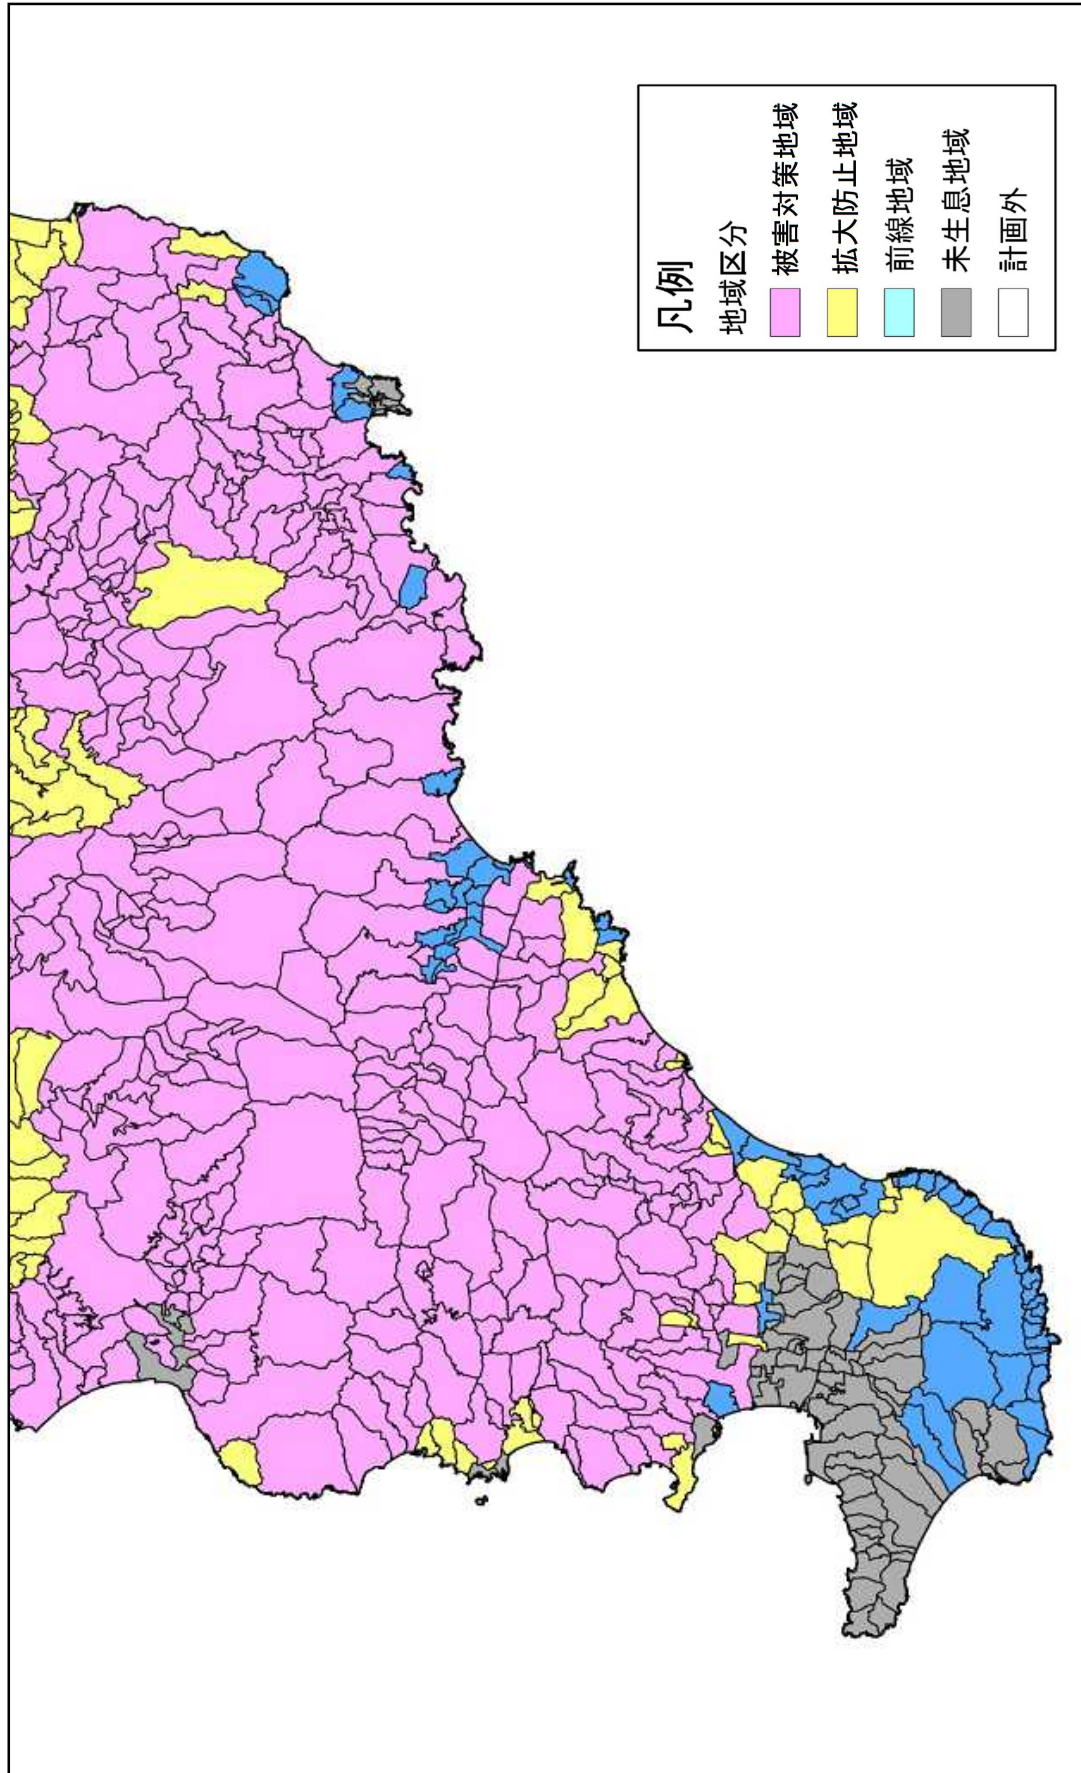 凡例
地域区分
被害対策地域
拡大防止地域
前線地域
未生息地域
計画外